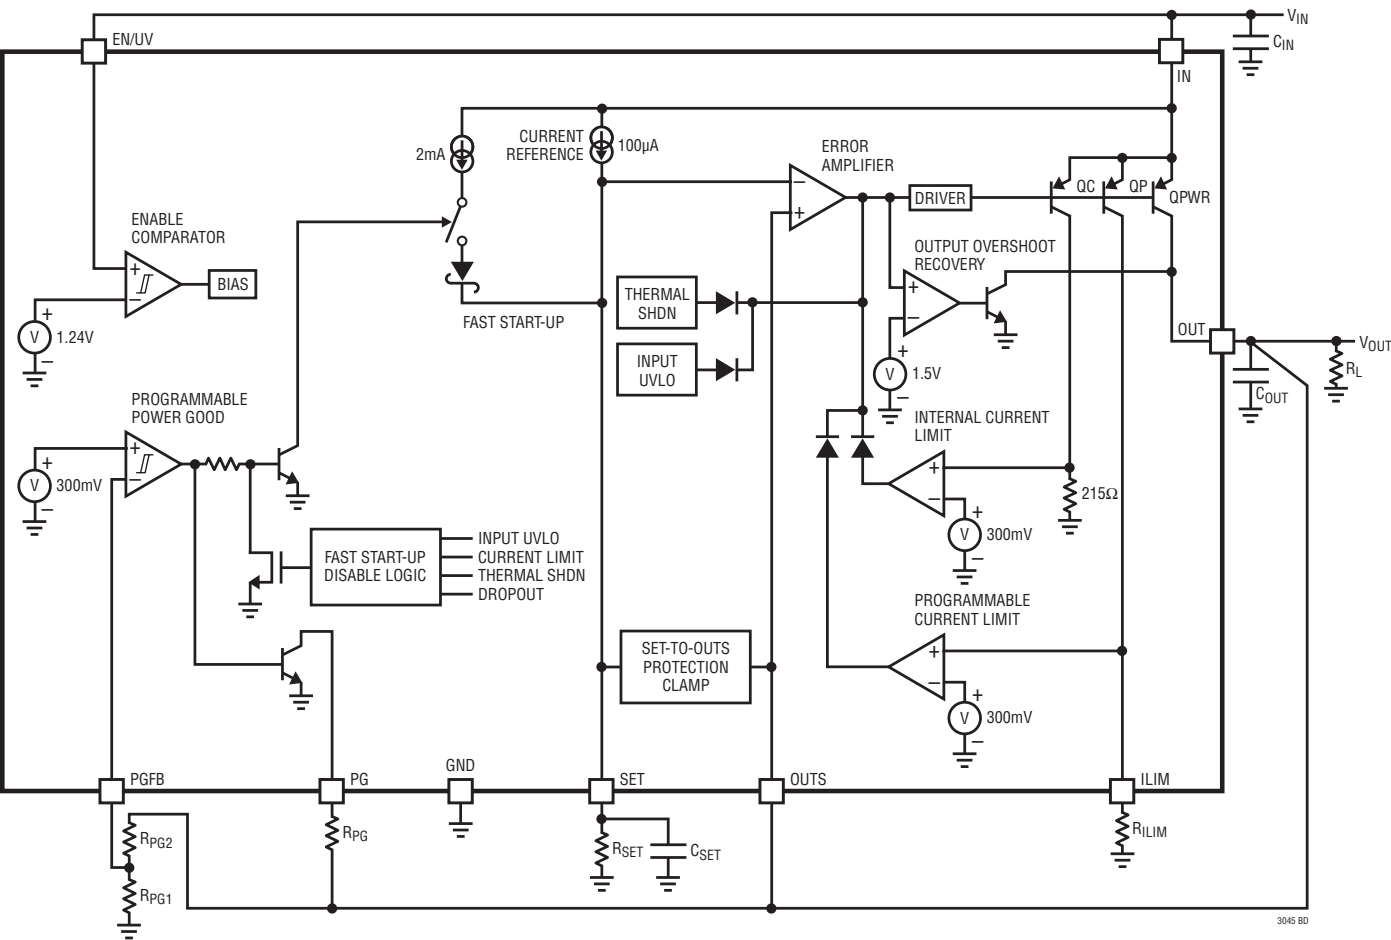 VIN
EN/UV
CIN
IN
CURRENT
REFERENCE
100µA
2mA
ERROR
AMPLIFIER
–
+
DRIVER
QC
QP
QPWR
ENABLE
COMPARATOR
+
–
BIAS
+
V
–
1.24V
FAST START-UP
THERMAL
SHDN
INPUT
UVLO
OUTPUT OVERSHOOT
RECOVERY
+
–
+
V
–
1.5V
OUT
VOUT
RL
COUT
PROGRAMMABLE
POWER GOOD
+
–
+
V
–
300mV
INTERNAL CURRENT
LIMIT
+
–
215Ω
+
V
–
300mV
FAST START-UP
DISABLE LOGIC
INPUT UVLO
CURRENT LIMIT
THERMAL SHDN
DROPOUT
PROGRAMMABLE
CURRENT LIMIT
+
–
+
V
–
300mV
SET-TO-OUTS
PROTECTION
CLAMP
PGFB
PG
GND
SET
OUTS
ILIM
RPG2
RPG1
RPG
RSET
CSET
RILIM
3045 BD